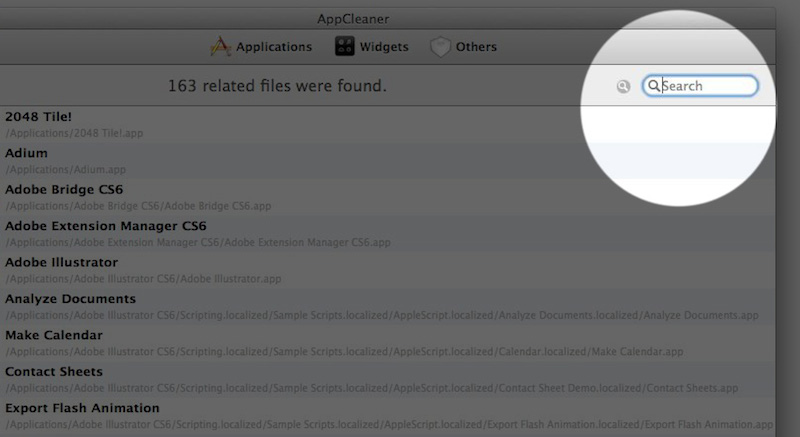 AppCleaner
Applications Widgets Others
163 related files were found.
Search
2048 Tile!
/Applications/2048 Tile!.app
Adium
/Applications/Adium.app
Adobe Bridge CS6
/Applications/Adobe Bridge CS6/Adobe Bridge CS6.app
Adobe Extension Manager CS6
/Applications/Adobe Extension Manager CS6/Adobe Extension Manager CS6.app
Adobe Illustrator
/Applications/Adobe Illustrator CS6/Adobe Illustrator.app
Analyze Documents
/Applications/Adobe Illustrator CS6/Scripting.localized/Sample Scripts.localized/AppleScript.localized/Analyze Documents.localized/Analyze Documents.app
Make Calendar
/Applications/Adobe Illustrator CS6/Scripting.localized/Sample Scripts.localized/AppleScript.localized/Calendar.localized/Make Calendar.app
Contact Sheets
/Applications/Adobe Illustrator CS6/Scripting.localized/Sample Scripts.localized/AppleScript.localized/Contact Sheet Demo.localized/Contact Sheets.app
Export Flash Animation
/Applications/Adobe Illustrator CS6/Scripting.localized/Sample Scripts.localized/AppleScript.localized/Export Flash Animation.localized/Export Flash Animation.app